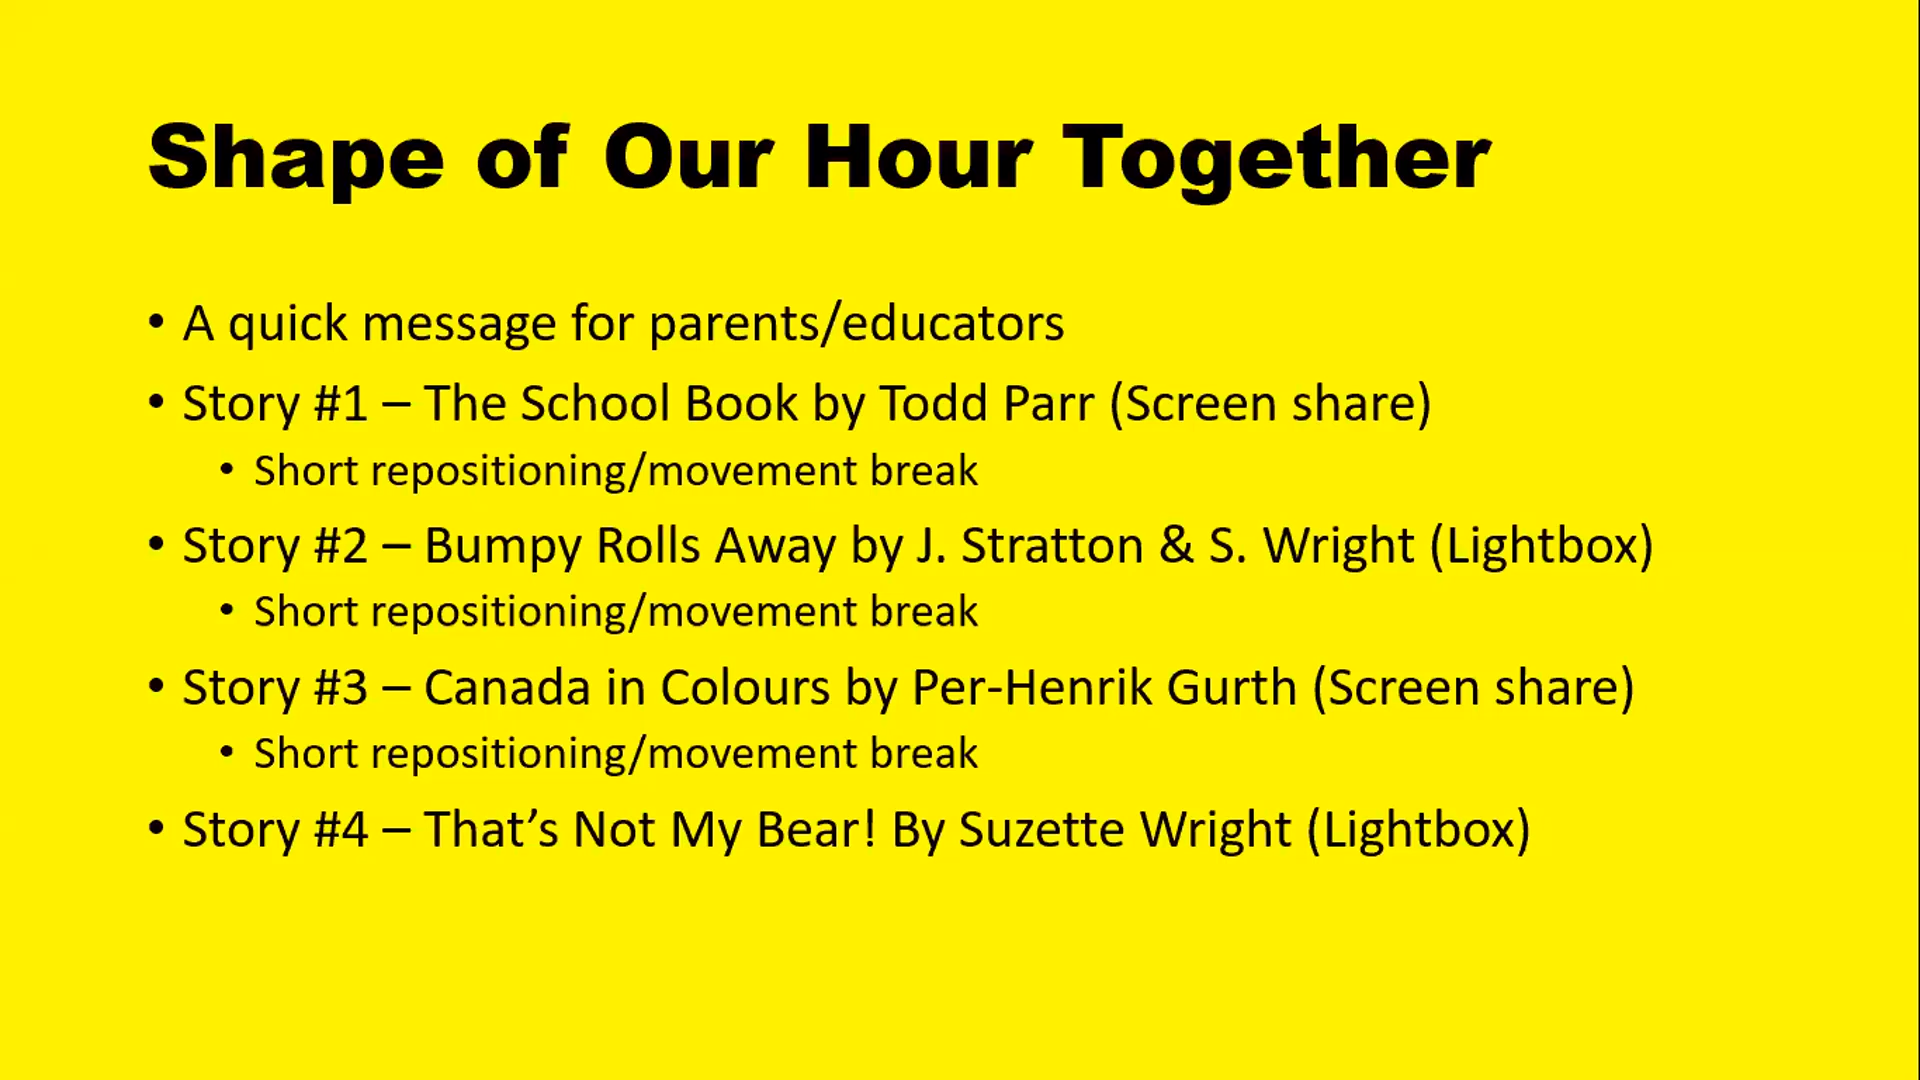 Shape of Our Hour Together
• A quick message for parents/educators
• Story #1 – The School Book by Todd Parr (Screen share)
• Short repositioning/movement break
• Story #2 – Bumpy Rolls Away by J. Stratton & S. Wright (Lightbox)
• Short repositioning/movement break
• Story #3 – Canada in Colours by Per-Henrik Gurth (Screen share)
• Short repositioning/movement break
• Story #4 – That’s Not My Bear! By Suzette Wright (Lightbox)